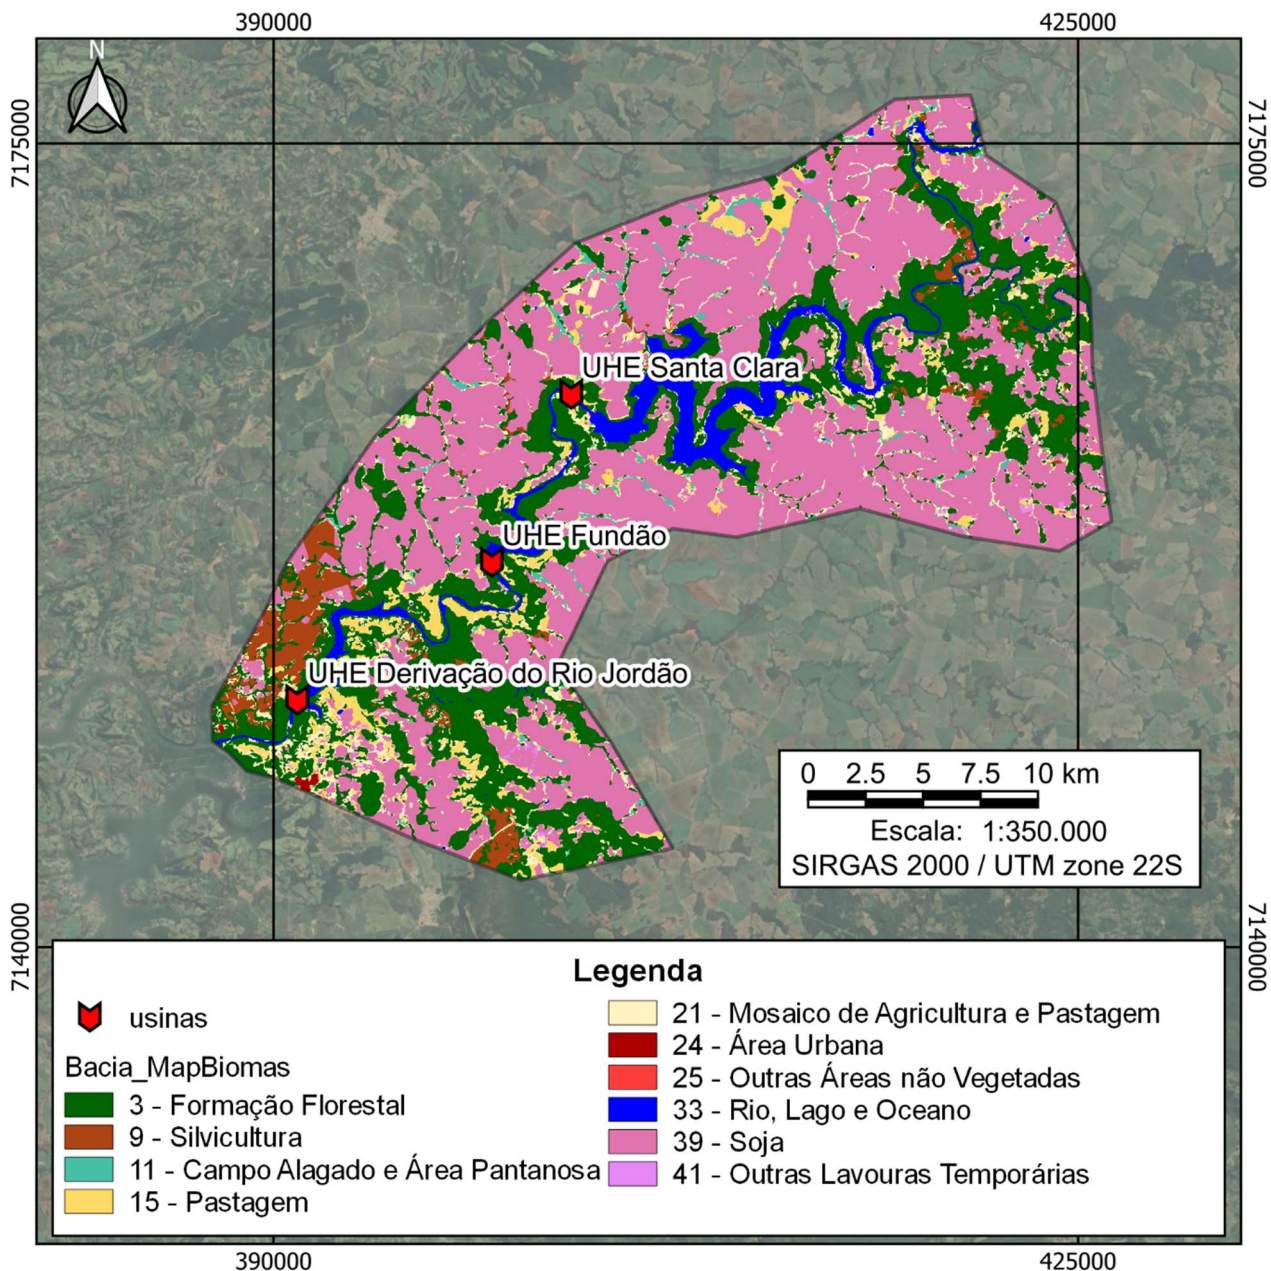 390000
425000
N
7175000
7175000
UHE Santa Clara
UHE Fundão
UHE Derivação do Rio Jordão
0 2.5 5 7.5 10 km
Escala: 1:350.000
SIRGAS 2000 / UTM zone 22S
7140000
7140000
Legenda
usinas
Bacia_MapBiomas
3 - Formação Florestal
9 - Silvicultura
11 - Campo Alagado e Área Pantanosa
15 - Pastagem
21 - Mosaico de Agricultura e Pastagem
24 - Área Urbana
25 - Outras Áreas não Vegetadas
33 - Rio, Lago e Oceano
39 - Soja
41 - Outras Lavouras Temporárias
390000
425000